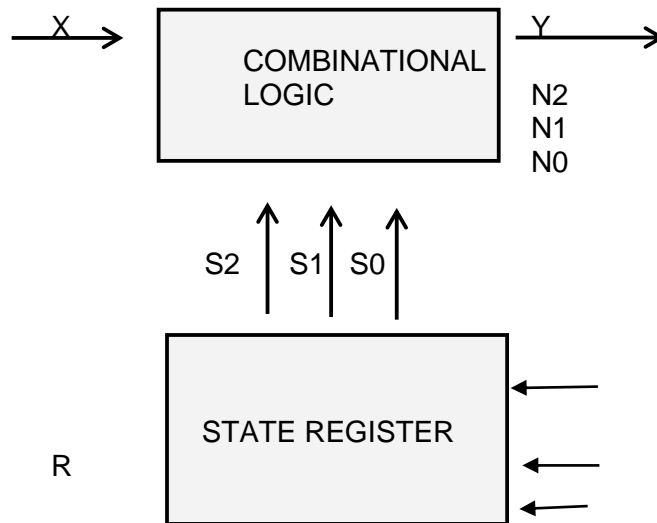 X
COMBINATIONAL
LOGIC
Y
N2
N1
N0
S2 S1 S0
STATE REGISTER
R